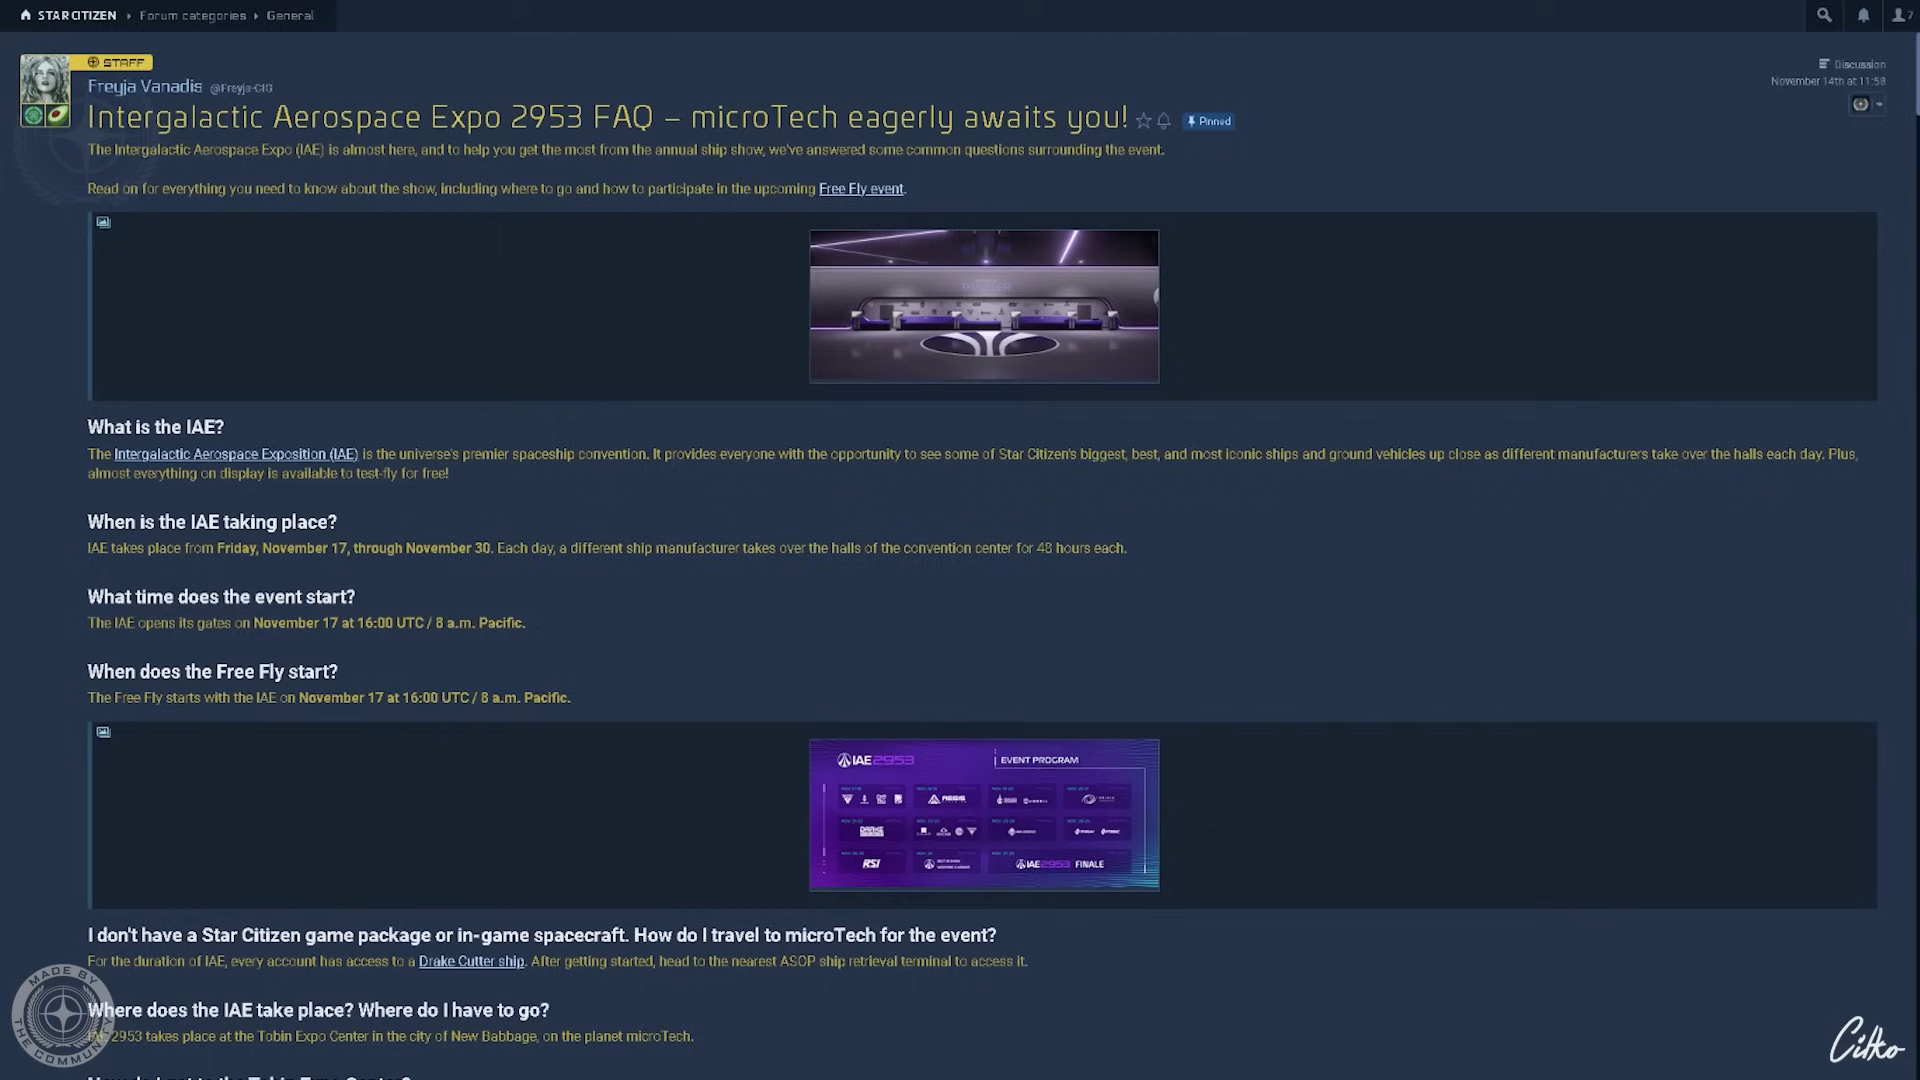 STAR CITIZEN › Forum categories › General
7
STAFF
Freyja Vanadis @Freyja-CIG
Discussion
November 14th at 11:58
Intergalactic Aerospace Expo 2953 FAQ – microTech eagerly awaits you!
Pinned
The Intergalactic Aerospace Expo (IAE) is almost here, and to help you get the most from the annual ship show, we've answered some common questions surrounding the event.
Read on for everything you need to know about the show, including where to go and how to participate in the upcoming Free Fly event.
What is the IAE?
The Intergalactic Aerospace Exposition (IAE) is the universe's premier spaceship convention. It provides everyone with the opportunity to see some of Star Citizen's biggest, best, and most iconic ships and ground vehicles up close as different manufacturers take over the halls each day. Plus,
almost everything on display is available to test-fly for free!
When is the IAE taking place?
IAE takes place from Friday, November 17, through November 30. Each day, a different ship manufacturer takes over the halls of the convention center for 48 hours each.
What time does the event start?
The IAE opens its gates on November 17 at 16:00 UTC / 8 a.m. Pacific.
When does the Free Fly start?
The Free Fly starts with the IAE on November 17 at 16:00 UTC / 8 a.m. Pacific.
IAE2953
EVENT PROGRAM
AEGIS
DRAKE
RSI
IAE2953 FINALE
I don't have a Star Citizen game package or in-game spacecraft. How do I travel to microTech for the event?
For the duration of IAE, every account has access to a Drake Cutter ship. After getting started, head to the nearest ASOP ship retrieval terminal to access it.
Where does the IAE take place? Where do I have to go?
2953 takes place at the Tobin Expo Center in the city of New Babbage, on the planet microTech.
MADE BY THE COMMUNITY
Citko